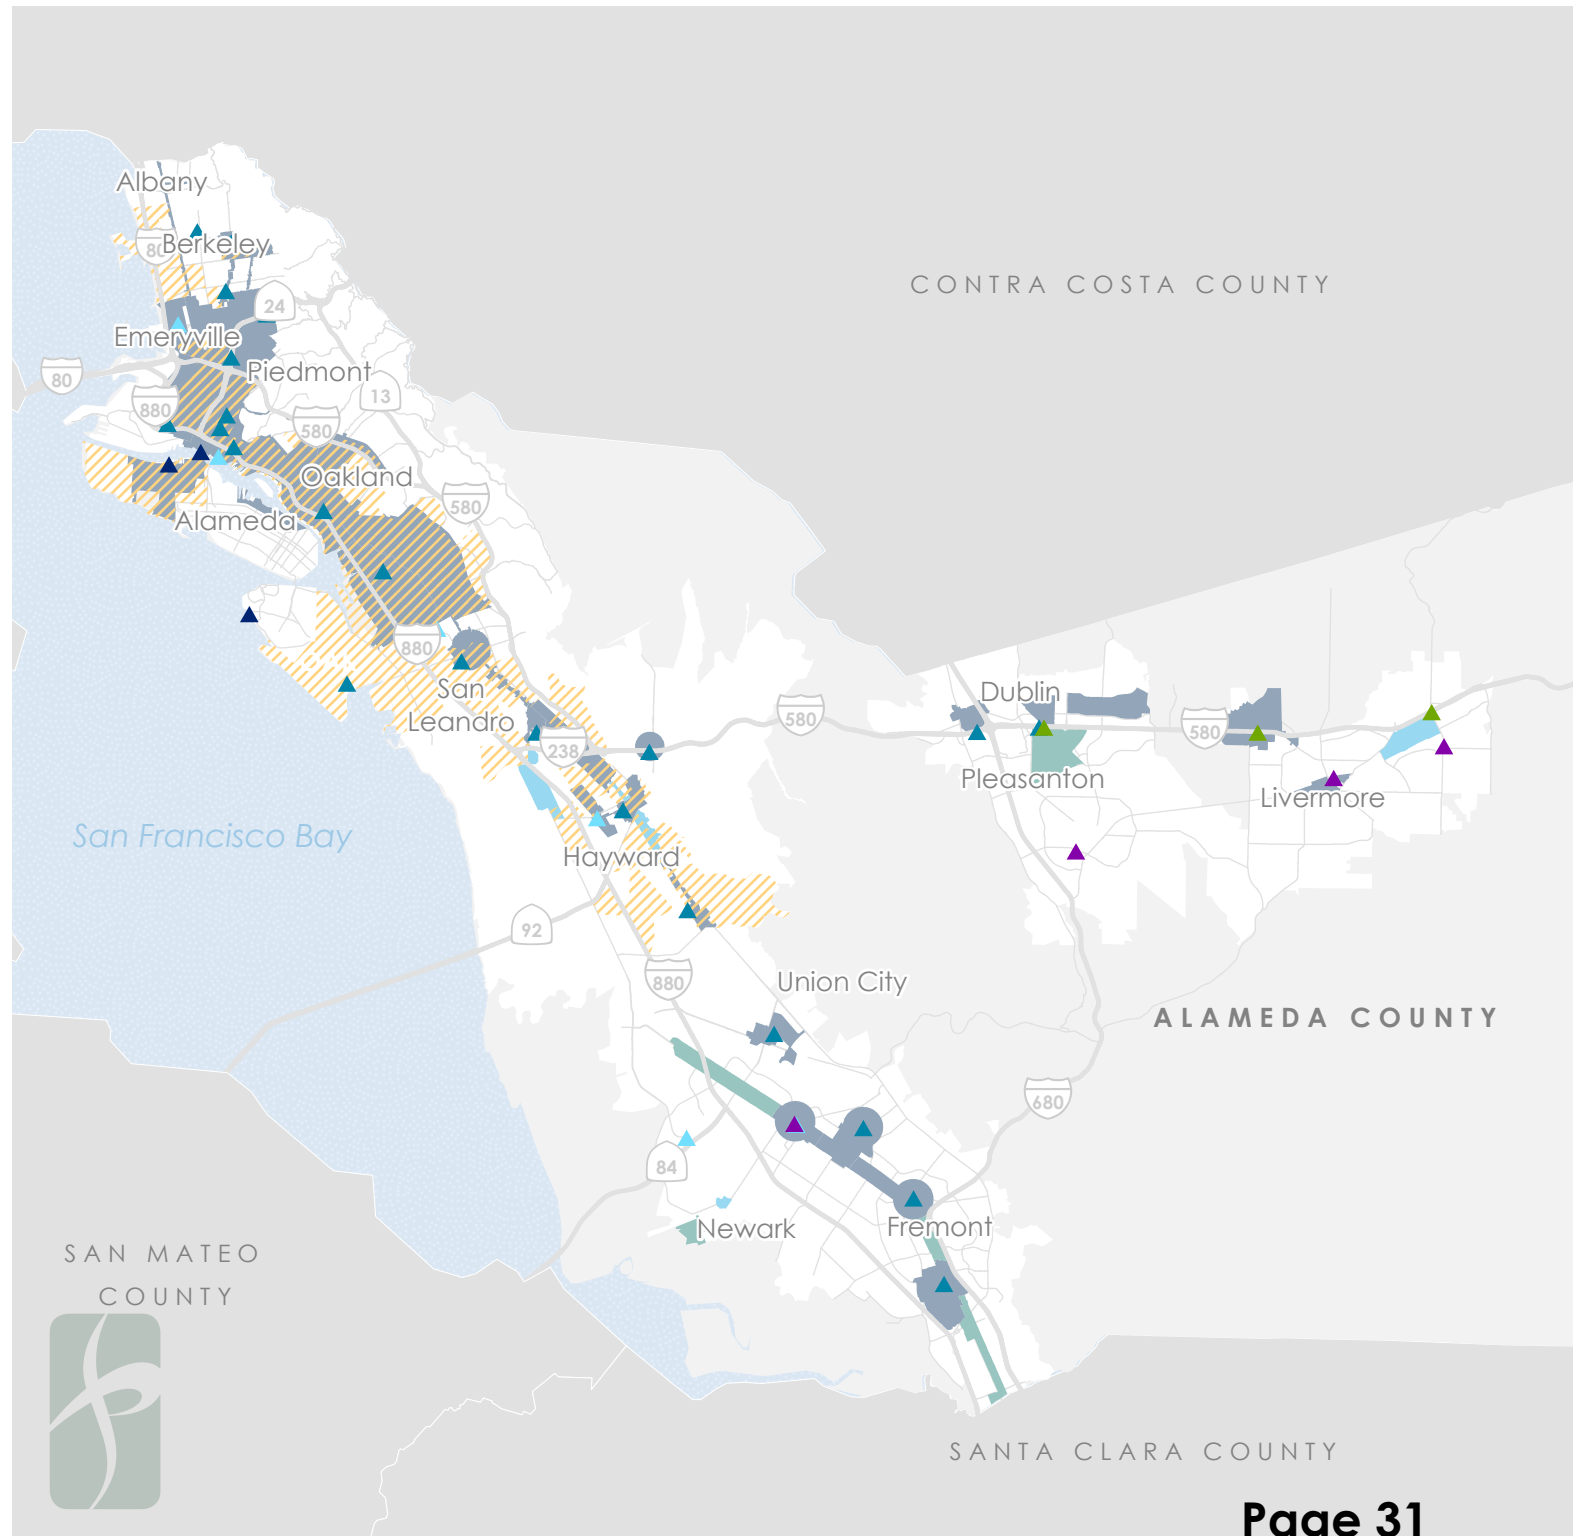 Albany
80
Berkeley
CONTRA COSTA COUNTY
24
Emeryville
80
Piedmont
13
880
580
Oakland
580
Alameda
880
San
Leandro
Dublin
580
580
238
Pleasanton
Livermore
San Francisco Bay
Hayward
92
880
Union City
ALAMEDA COUNTY
680
84
Newark
Fremont
SAN MATEO
COUNTY
SANTA CLARA COUNTY
Page 31